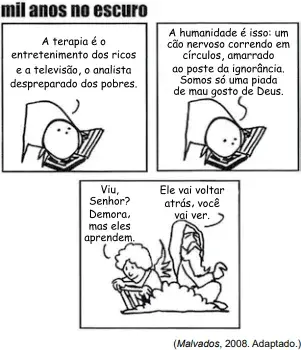 mil anos no escuro
A terapia é o
entretenimento dos ricos
e a televisão, o analista
despreparado dos pobres.
A humanidade é isso: um
cão nervoso correndo em
círculos, amarrado
ao poste da ignorância.
Somos só uma piada
de mau gosto de Deus.
Viu,
Senhor?
Demora,
mas eles
aprendem.
Ele vai voltar
atrás, você
vai ver.
(Malvados, 2008. Adaptado.)